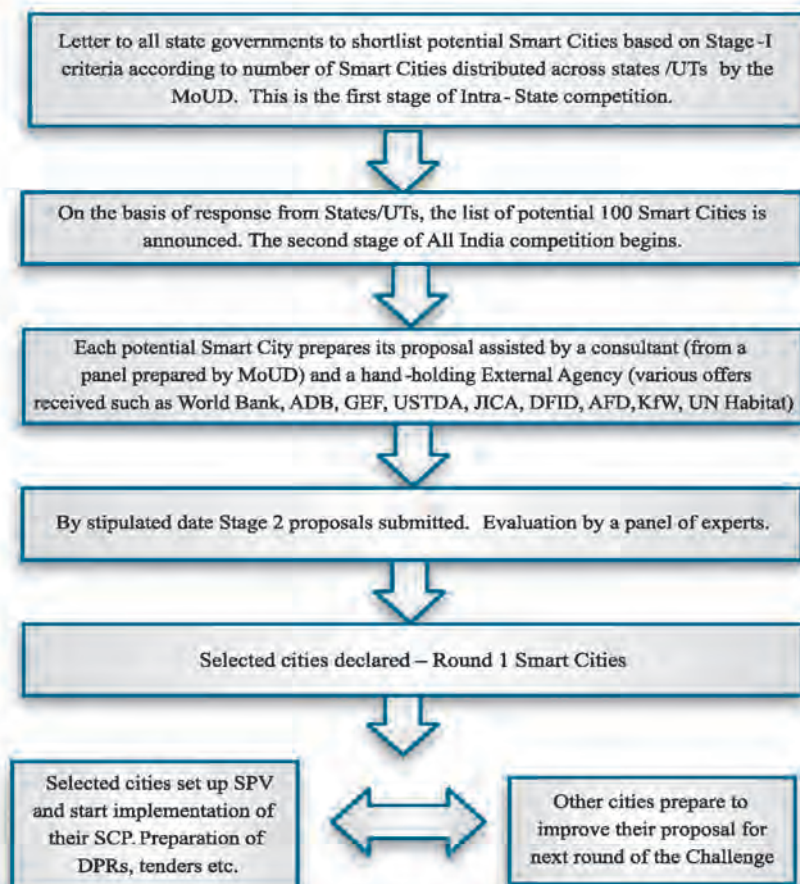 Letter to all state governments to shortlist potential Smart Cities based on Stage-I
criteria according to number of Smart Cities distributed across states /UTs by the
MoUD. This is the first stage of Intra- State competition.
On the basis of response from States/UTs, the list of potential 100 Smart Cities is
announced. The second stage of All India competition begins.
Each potential Smart City prepares its proposal assisted by a consultant (from a
panel prepared by MoUD) and a hand-holding External Agency (various offers
received such as World Bank, ADB, GEF, USTDA, JICA, DFID, AFD,KfW, UN Habitat)
By stipulated date Stage 2 proposals submitted. Evaluation by a panel of experts.
Selected cities declared – Round 1 Smart Cities
Selected cities set up SPV
and start implementation of
their SCP. Preparation of
DPRs, tenders etc.
Other cities prepare to
improve their proposal for
next round of the Challenge